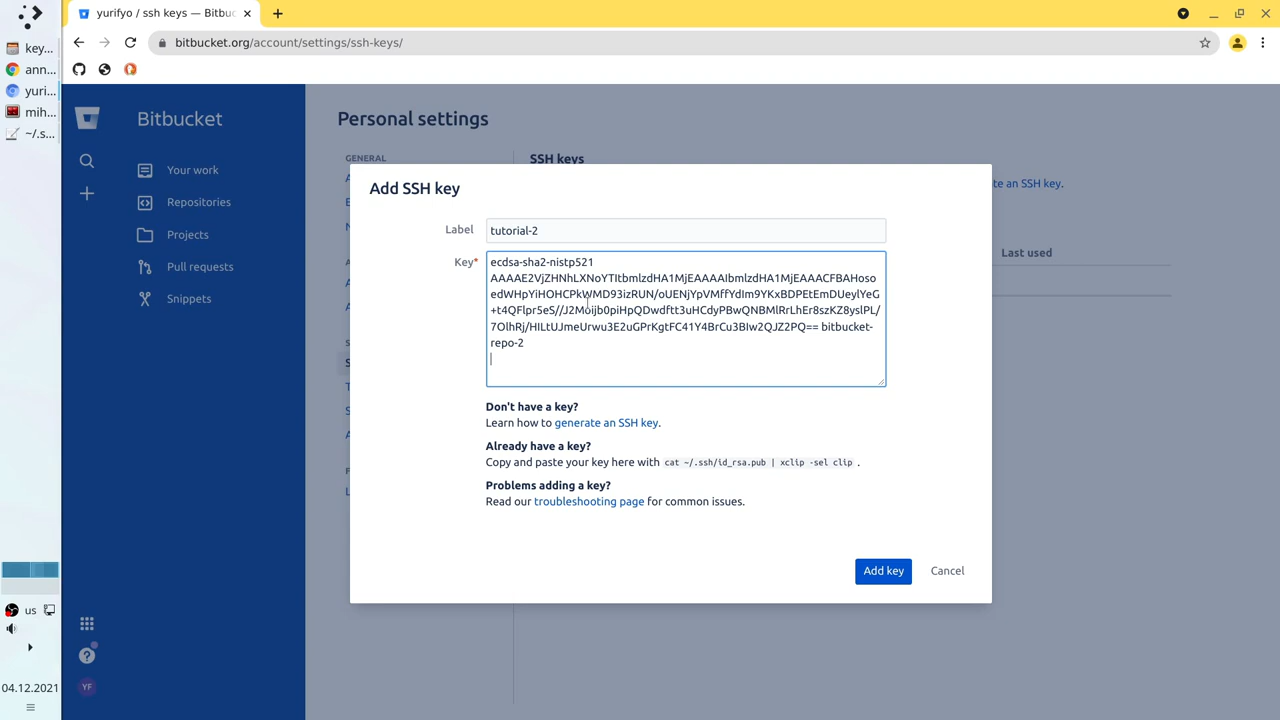 yurifyo / ssh keys — Bitbuc
bitbucket.org/account/settings/ssh-keys/
key...
ann...
yuri...
mih...
~/.s...
us
04.12.2021
Bitbucket
Your work
Repositories
Projects
Pull requests
Snippets
YF
Personal settings
GENERAL
SSH keys
te an SSH key.
Last used
Add SSH key
Label
tutorial-2
Key*
ecdsa-sha2-nistp521
AAAAE2VjZHNhLXNoYTItbmlzdHA1MjEAAAAIbmlzdHA1MjEAAACFBAHoso
edWHpYiHOHCPkWMD93izRUN/oUENjYpVMffYdIm9YKxBDPEtEmDUeylYeG
+t4QFlpr5eS//J2Moijb0piHpQDwdftt3uHCdyPBwQNBMlRrLhEr8szKZ8yslPL/
7OlhRj/HILtUJmeUrwu3E2uGPrKgtFC41Y4BrCu3BIw2QJZ2PQ== bitbucket-
repo-2
Don't have a key?
Learn how to generate an SSH key.
Already have a key?
Copy and paste your key here with cat ~/.ssh/id_rsa.pub | xclip -sel clip .
Problems adding a key?
Read our troubleshooting page for common issues.
Add key
Cancel